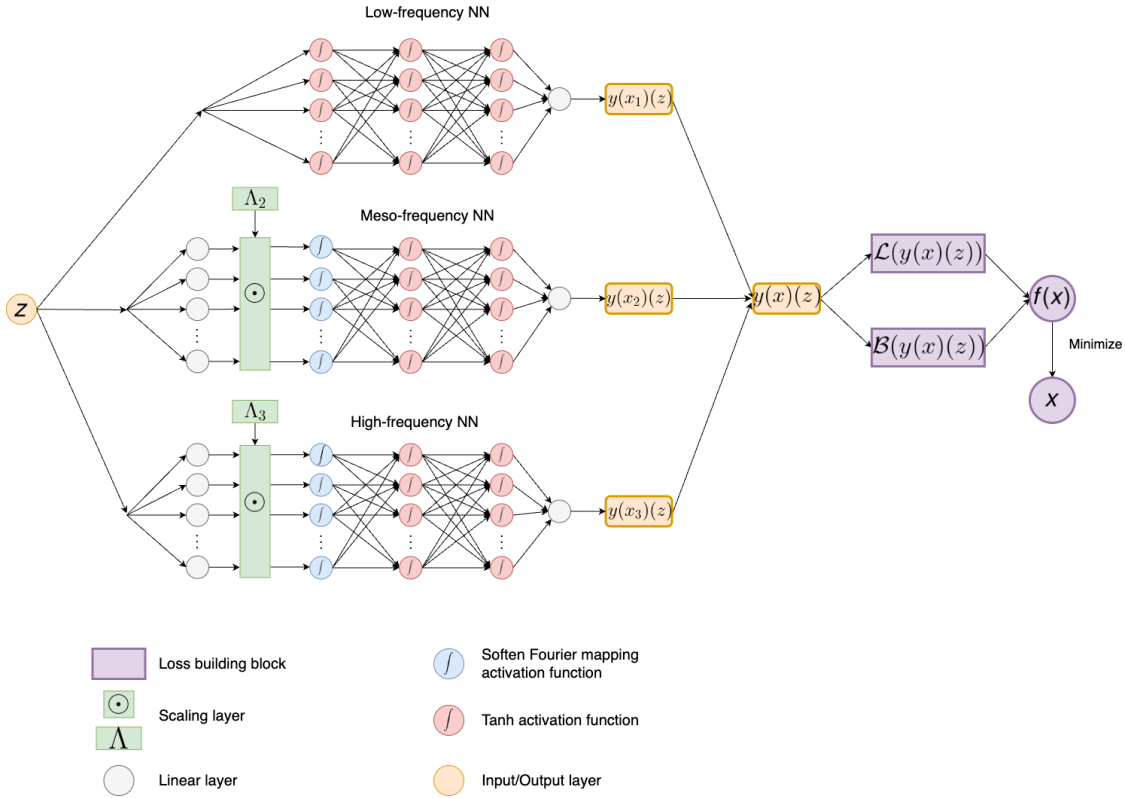 Low-frequency NN
y(x₁)(z)
Λ₂
Meso-frequency NN
⊙
z
y(x₂)(z)
y(x)(z)
ℒ(y(x)(z))
ℬ(y(x)(z))
f(x)
Minimize
x
Λ₃
High-frequency NN
⊙
y(x₃)(z)
Loss building block
⊙
Scaling layer
Λ
Linear layer
∫
Soften Fourier mapping
activation function
∫
Tanh activation function
Input/Output layer